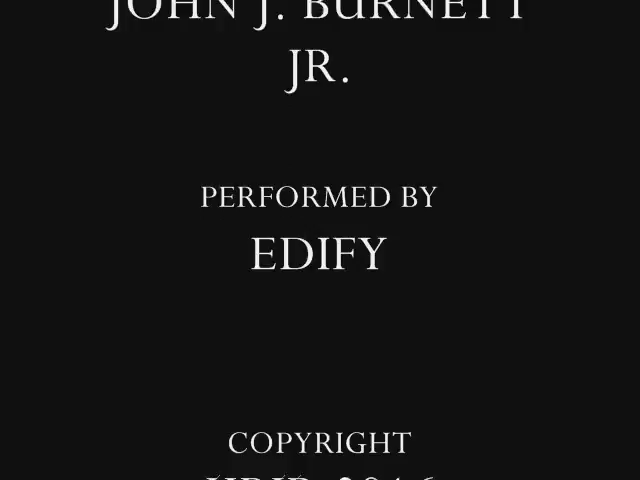 JOHN J. BURNETT
JR.
PERFORMED BY
EDIFY
COPYRIGHT